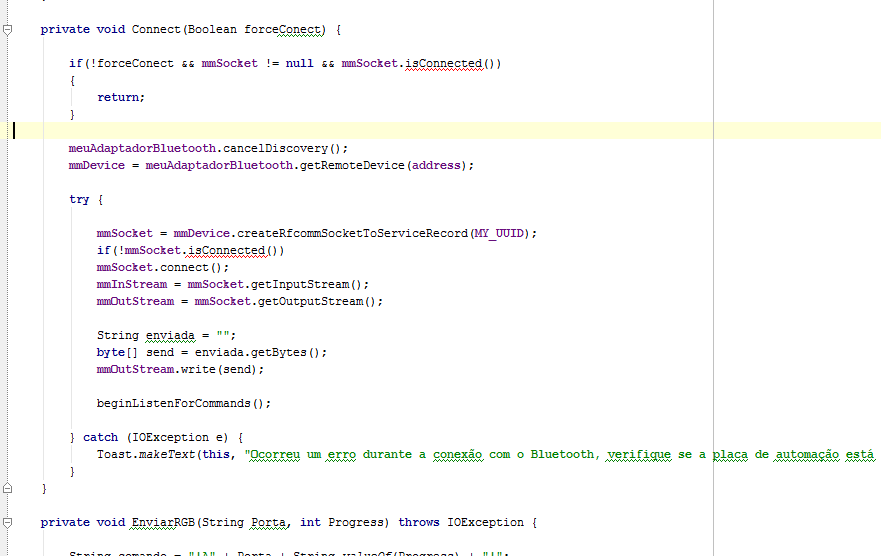 private void Connect(Boolean forceConect) {
if(!forceConect && mmSocket != null && mmSocket.isConnected())
{
return;
}
meuAdaptadorBluetooth.cancelDiscovery();
mmDevice = meuAdaptadorBluetooth.getRemoteDevice(address);
try {
mmSocket = mmDevice.createRfcommSocketToServiceRecord(MY_UUID);
if(!mmSocket.isConnected())
mmSocket.connect();
mmInStream = mmSocket.getInputStream();
mmOutStream = mmSocket.getOutputStream();
String enviada = "";
byte[] send = enviada.getBytes();
mmOutStream.write(send);
beginListenForCommands();
} catch (IOException e) {
Toast.makeText(this, "Ocorreu um erro durante a conexão com o Bluetooth, verifique se a placa de automação está
}
}
private void EnviarRGB(String Porta, int Progress) throws IOException {
String comando = "!A" + Porta + String.valueOf(Progress) + "!";